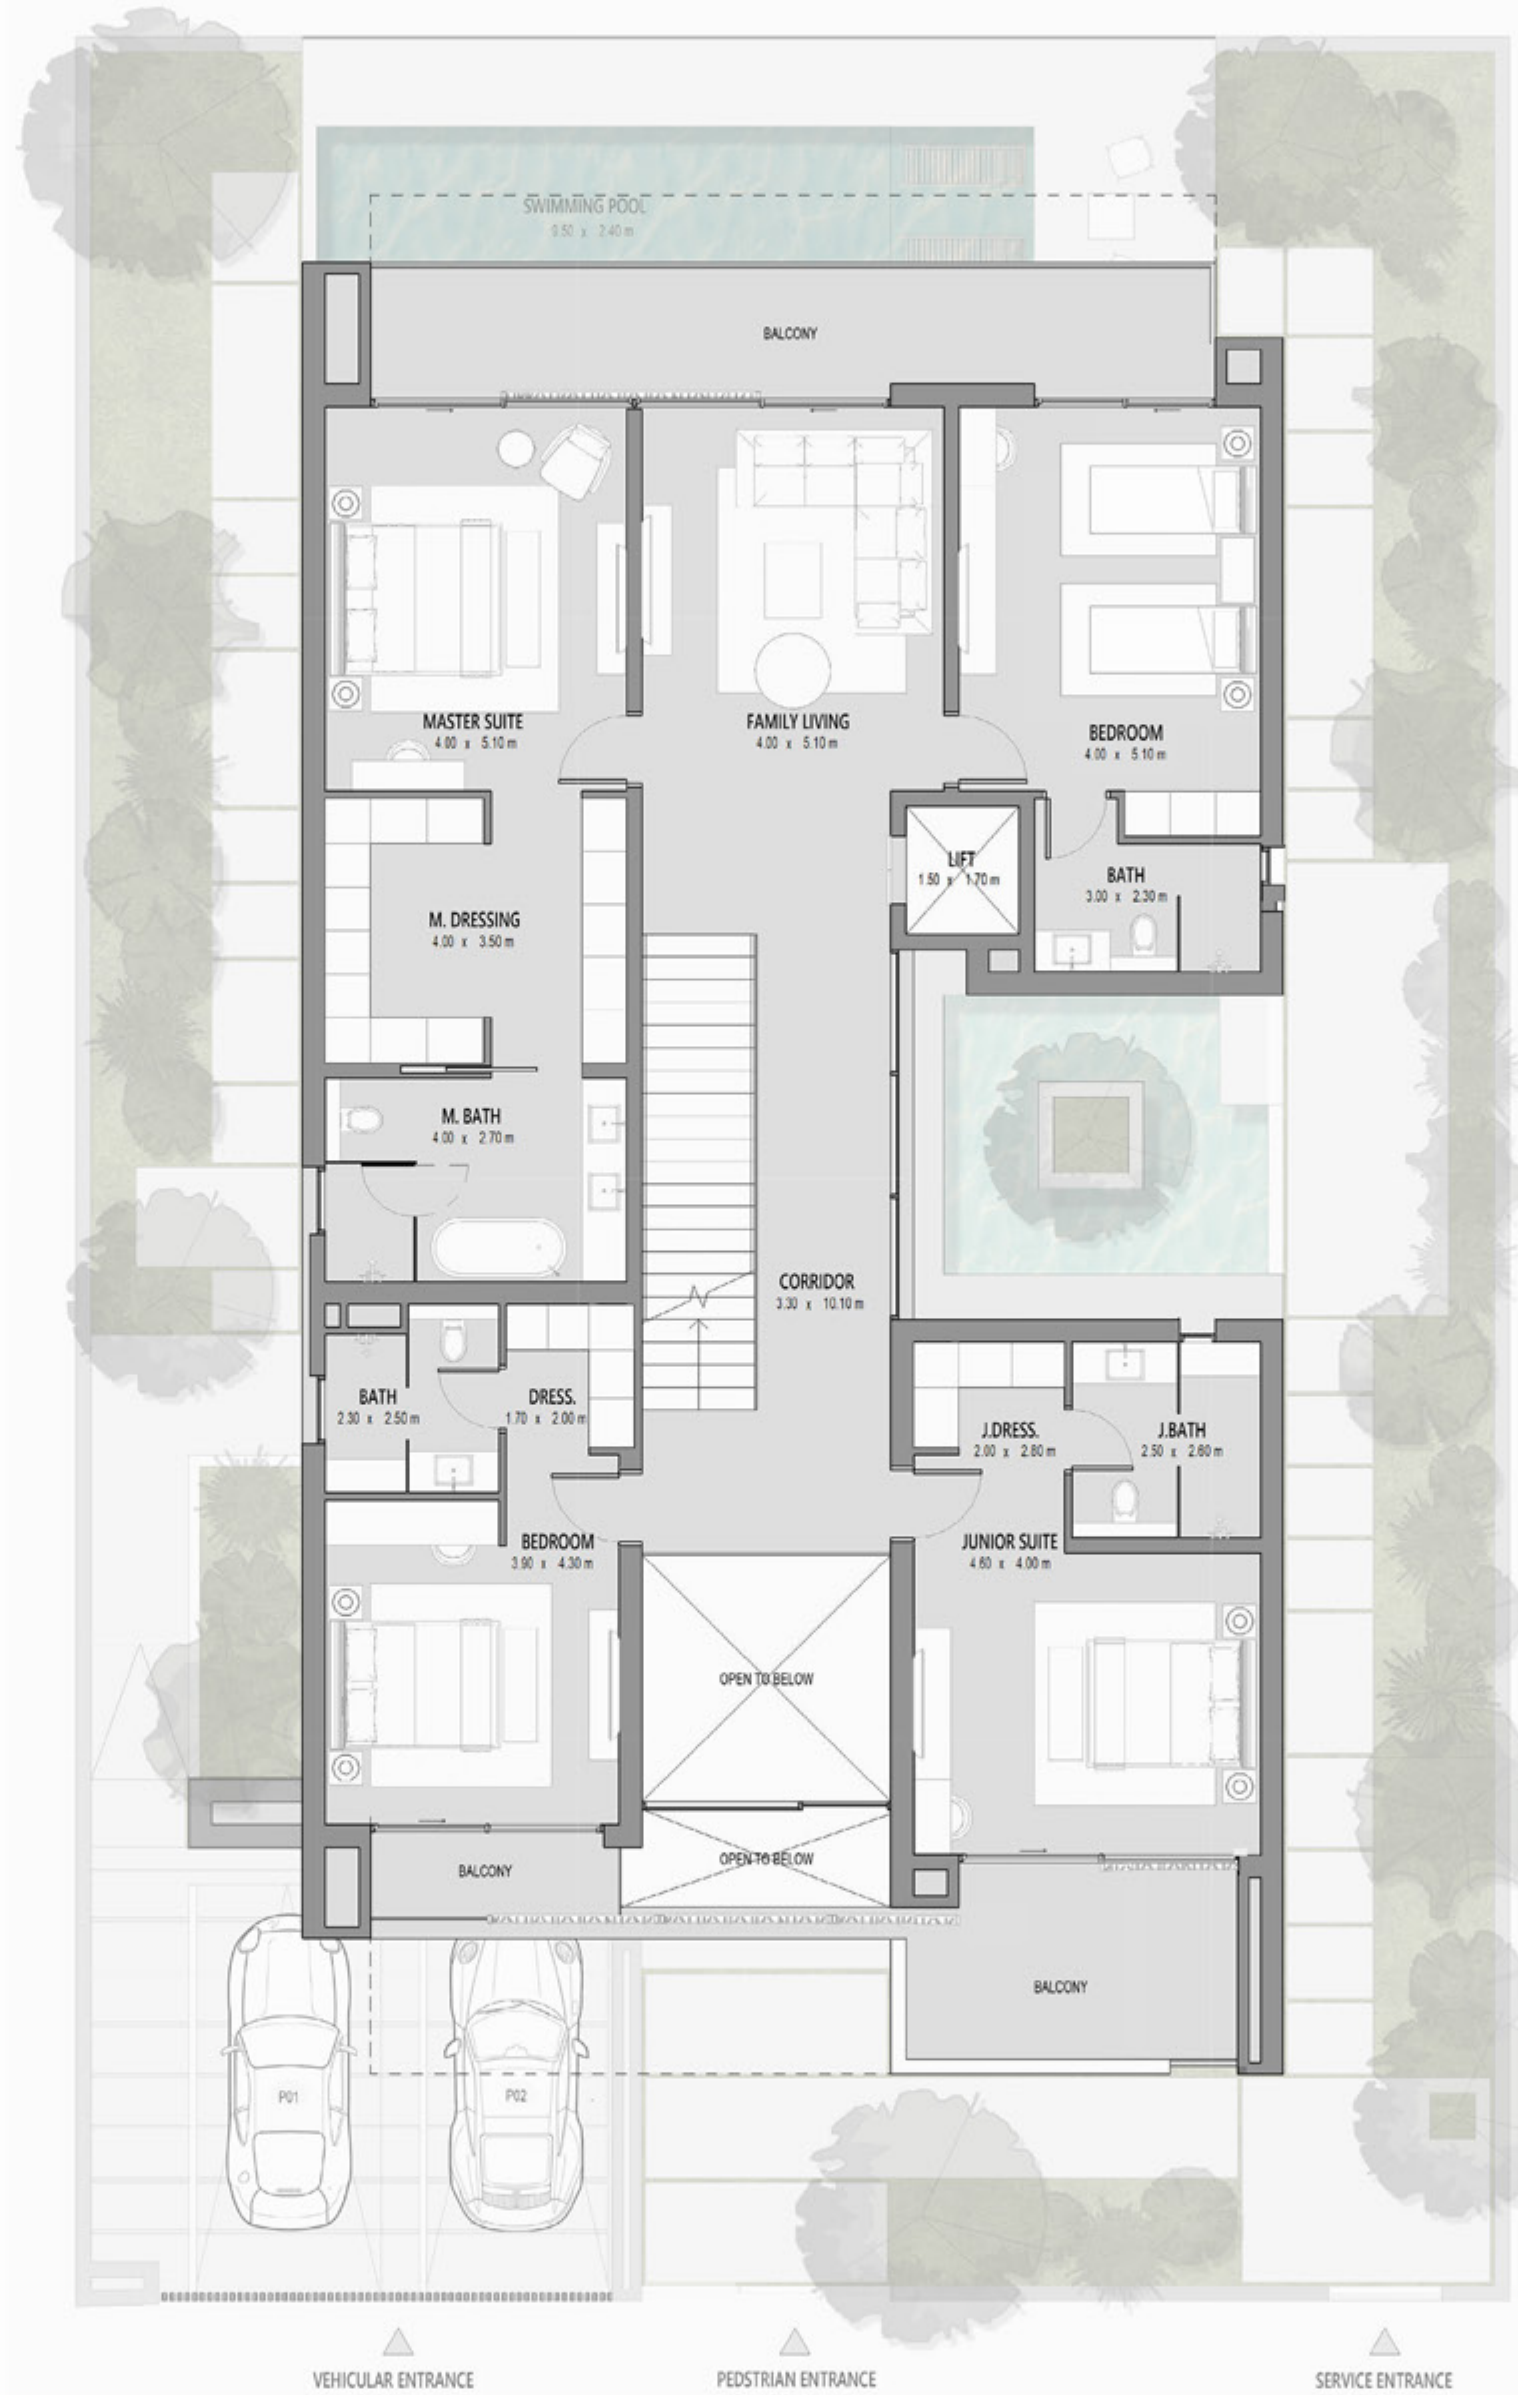 SWIMMING POOL
9.50 x 2.40 m
BALCONY
MASTER SUITE
4.00 x 5.10 m
FAMILY LIVING
4.00 x 5.10 m
BEDROOM
4.00 x 5.10 m
LIFT
1.50 x 1.70 m
BATH
3.00 x 2.30 m
M. DRESSING
4.00 x 3.50 m
M. BATH
4.00 x 2.70 m
CORRIDOR
3.30 x 10.10 m
BATH
2.30 x 2.50 m
DRESS.
1.70 x 2.00 m
J.DRESS.
2.00 x 2.80 m
J.BATH
2.50 x 2.60 m
BEDROOM
3.90 x 4.30 m
JUNIOR SUITE
4.60 x 4.00 m
OPEN TO BELOW
OPEN TO BELOW
BALCONY
BALCONY
P01
P02
VEHICULAR ENTRANCE
PEDSTRIAN ENTRANCE
SERVICE ENTRANCE